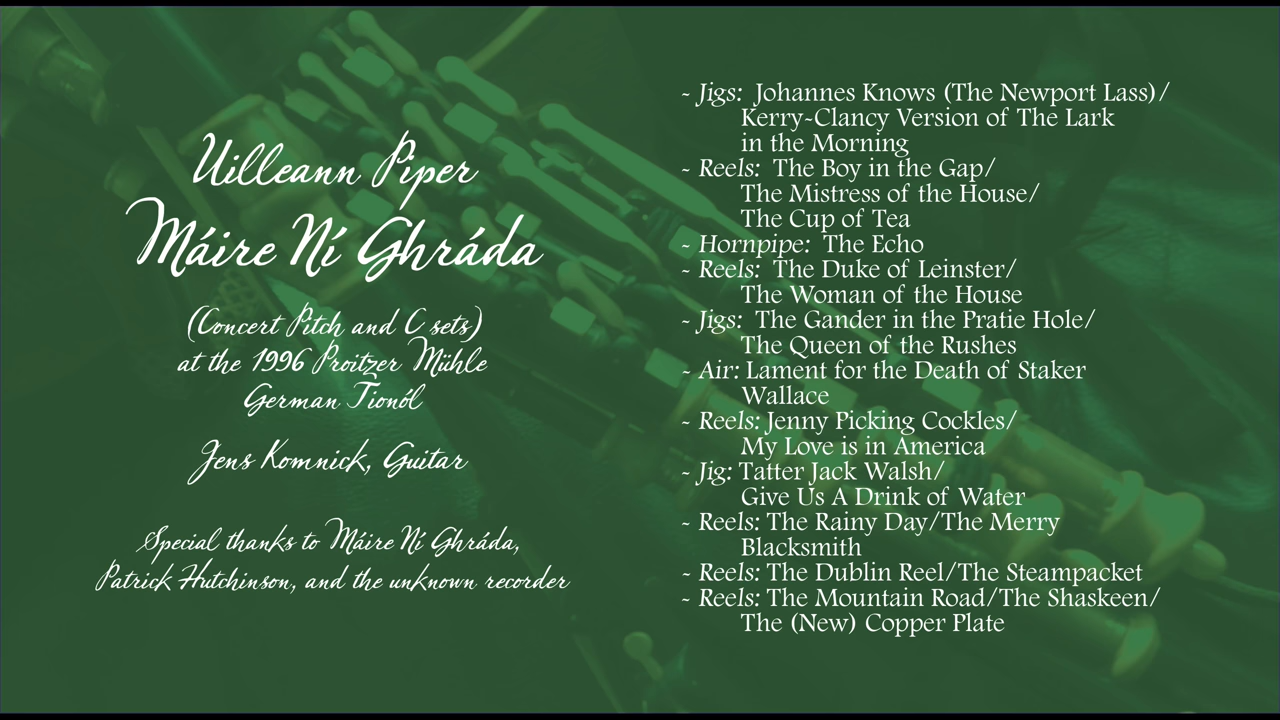 Uilleann Piper
Máire Ní Ghráda
(Concert Pitch and C sets)
at the 1996 Proitzer Mühle
German Tionól
Jens Komnick, Guitar
Special thanks to Máire Ní Ghráda,
Patrick Hutchinson, and the unknown recorder
- Jigs: Johannes Knows (The Newport Lass)/
Kerry-Clancy Version of The Lark
in the Morning
- Reels: The Boy in the Gap/
The Mistress of the House/
The Cup of Tea
- Hornpipe: The Echo
- Reels: The Duke of Leinster/
The Woman of the House
- Jigs: The Gander in the Pratie Hole/
The Queen of the Rushes
- Air: Lament for the Death of Staker
Wallace
- Reels: Jenny Picking Cockles/
My Love is in America
- Jig: Tatter Jack Walsh/
Give Us A Drink of Water
- Reels: The Rainy Day/The Merry
Blacksmith
- Reels: The Dublin Reel/The Steampacket
- Reels: The Mountain Road/The Shaskeen/
The (New) Copper Plate